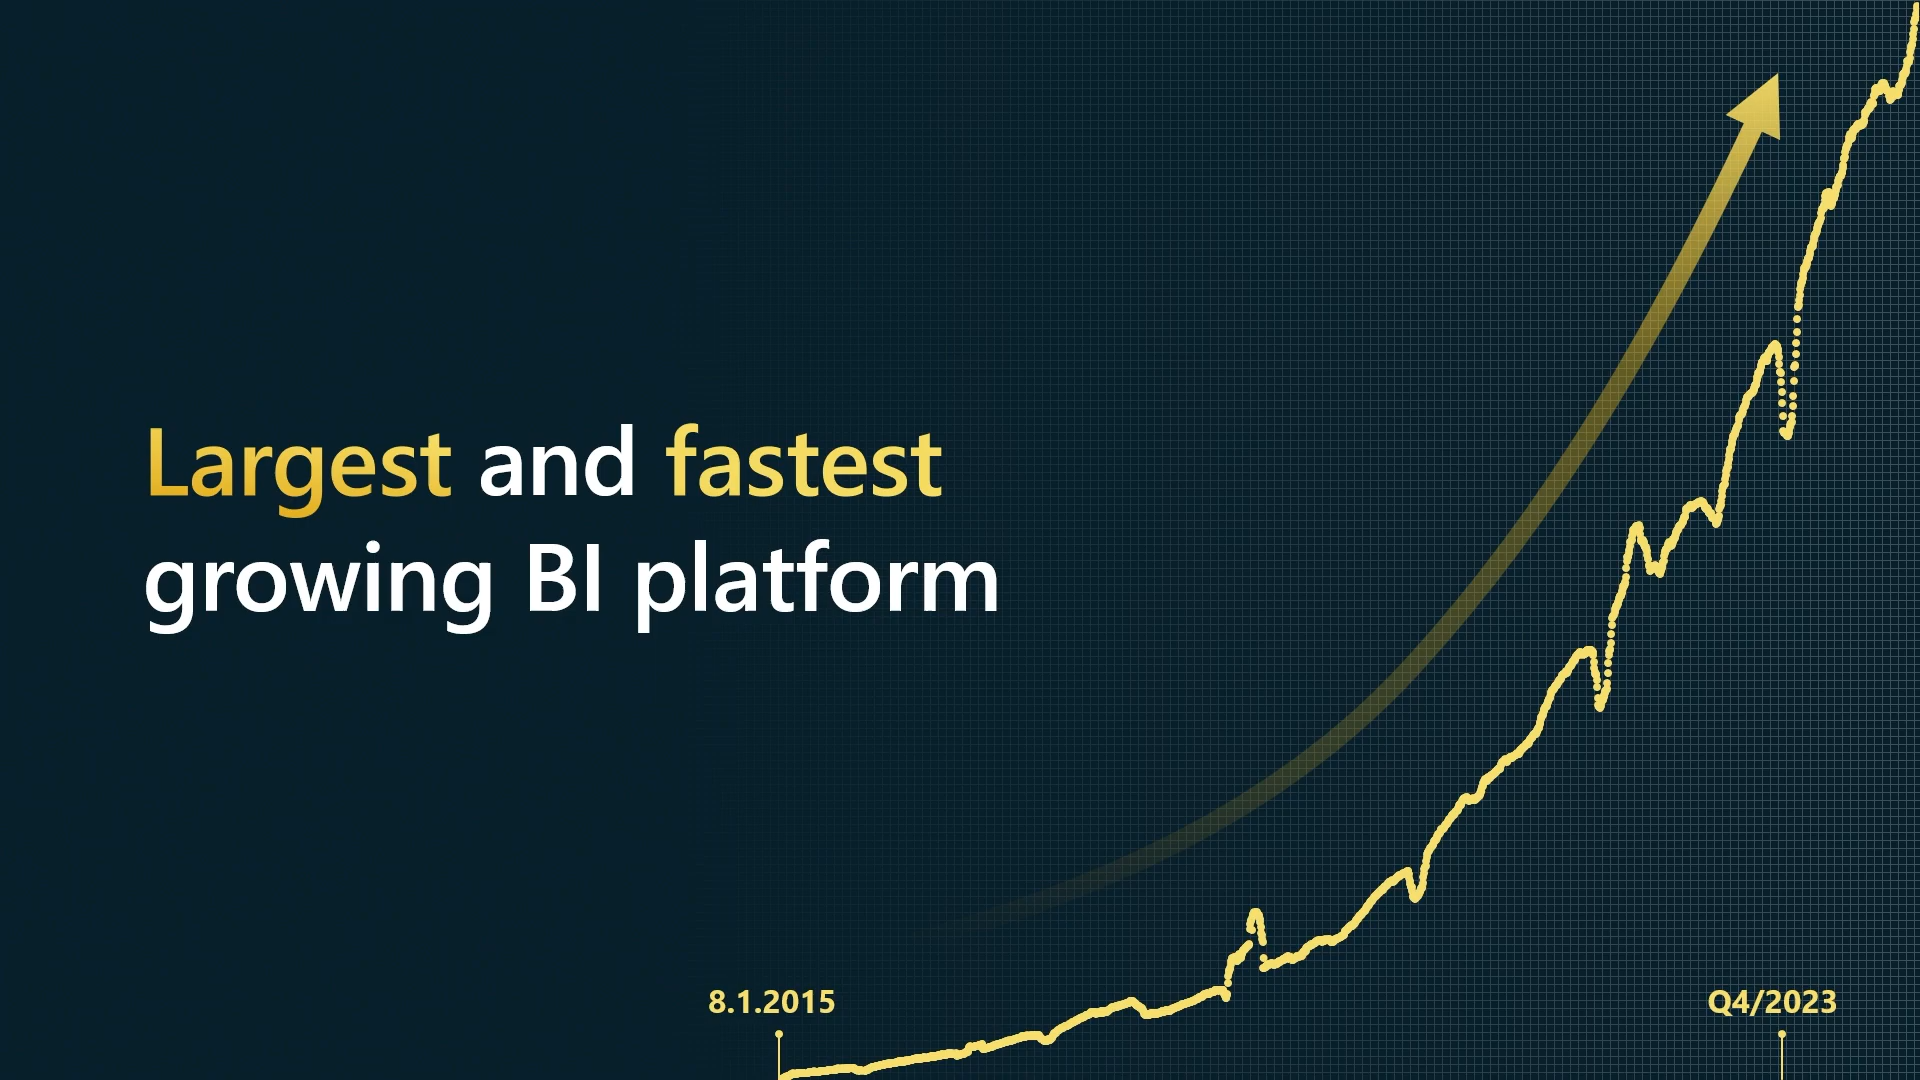 Largest and fastest
growing BI platform
8.1.2015
Q4/2023